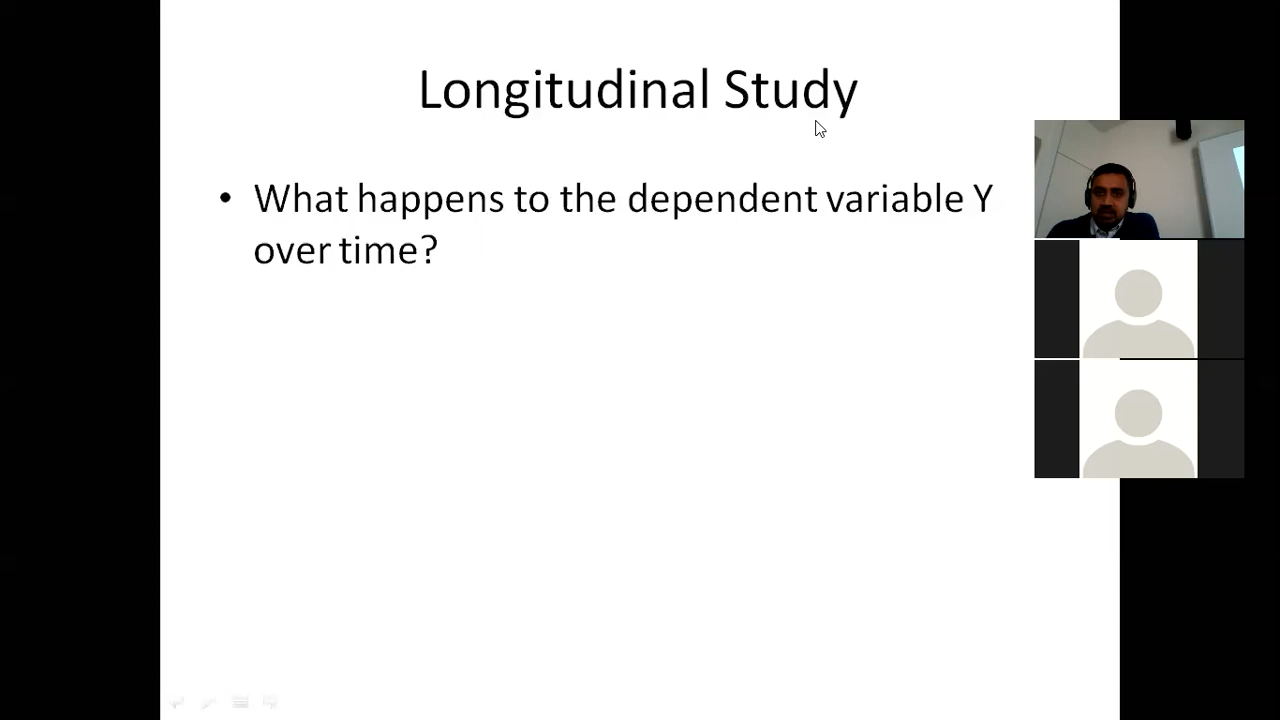 Longitudinal Study
• What happens to the dependent variable Y
over time?